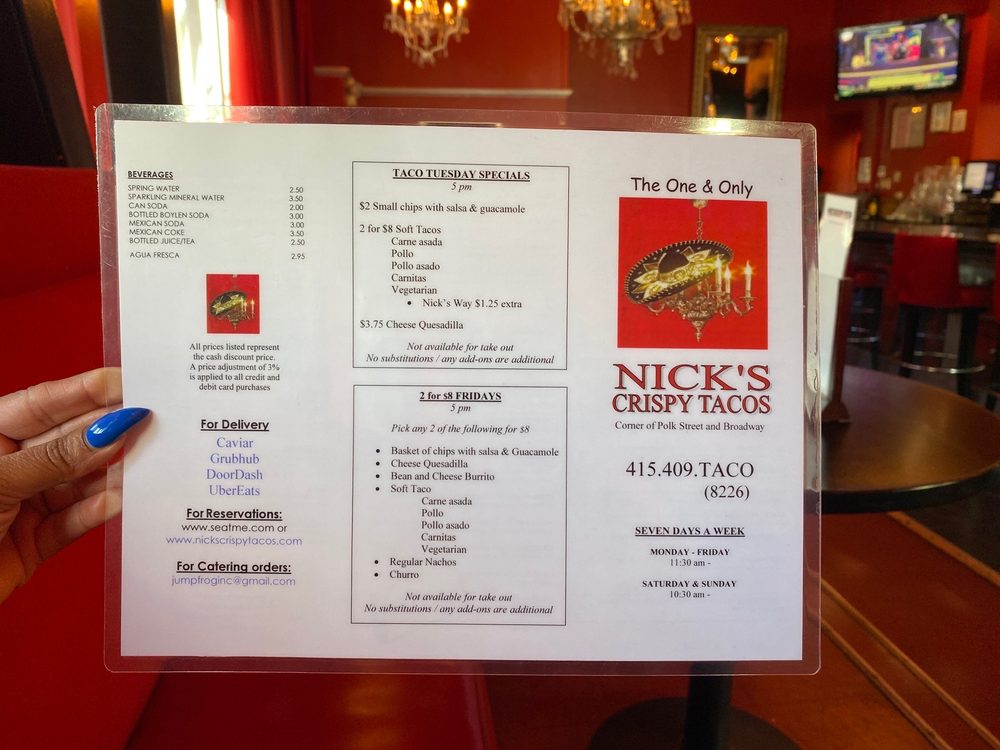 BEVERAGES
SPRING WATER 2.50
SPARKLING MINERAL WATER 3.50
CAN SODA 2.00
BOTTLED BOYLEN SODA 3.00
MEXICAN SODA 3.00
MEXICAN COKE 3.50
BOTTLED JUICE/TEA 2.50
AGUA FRESCA 2.95
All prices listed represent
the cash discount price.
A price adjustment of 3%
is applied to all credit and
debit card purchases
For Delivery
Caviar
Grubhub
DoorDash
UberEats
For Reservations:
www.seatme.com or
www.nickscrispytacos.com
For Catering orders:
jumpfroginc@gmail.com
TACO TUESDAY SPECIALS
5 pm
$2 Small chips with salsa & guacamole
2 for $8 Soft Tacos
Carne asada
Pollo
Pollo asado
Carnitas
Vegetarian
• Nick's Way $1.25 extra
$3.75 Cheese Quesadilla
Not available for take out
No substitutions / any add-ons are additional
2 for $8 FRIDAYS
5 pm
Pick any 2 of the following for $8
• Basket of chips with salsa & Guacamole
• Cheese Quesadilla
• Bean and Cheese Burrito
• Soft Taco
Carne asada
Pollo
Pollo asado
Carnitas
Vegetarian
• Regular Nachos
• Churro
Not available for take out
No substitutions / any add-ons are additional
The One & Only
NICK'S
CRISPY TACOS
Corner of Polk Street and Broadway
415.409.TACO
(8226)
SEVEN DAYS A WEEK
MONDAY - FRIDAY
11:30 am -
SATURDAY & SUNDAY
10:30 am -